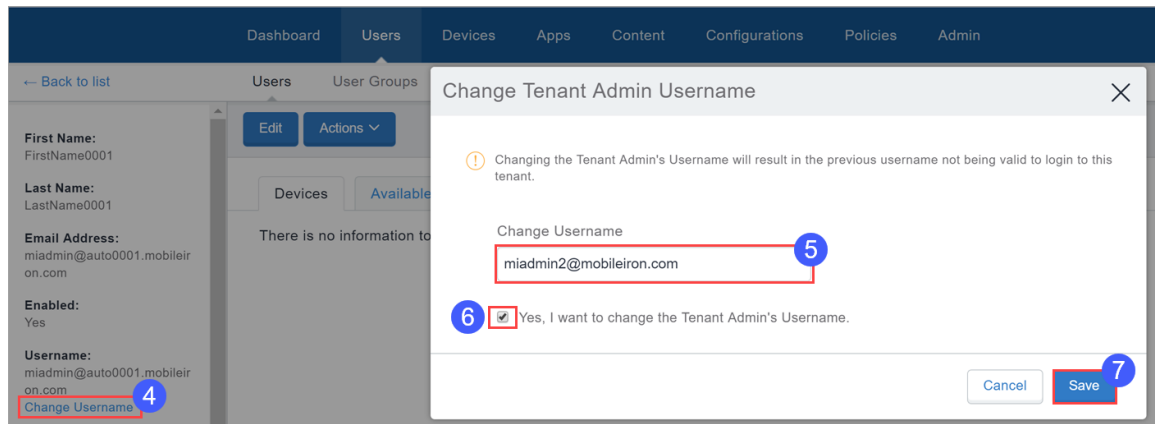 Dashboard Users Devices Apps Content Configurations Policies Admin
← Back to list
Users User Groups
Edit Actions
First Name:
FirstName0001
Last Name:
LastName0001
Email Address:
miadmin@auto0001.mobileir
on.com
Enabled:
Yes
Username:
miadmin@auto0001.mobileir
on.com
Change Username
4
Devices Available
There is no information to
Change Tenant Admin Username
Changing the Tenant Admin's Username will result in the previous username not being valid to login to this
tenant.
Change Username
5
miadmin2@mobileiron.com
6
Yes, I want to change the Tenant Admin's Username.
7
Cancel Save